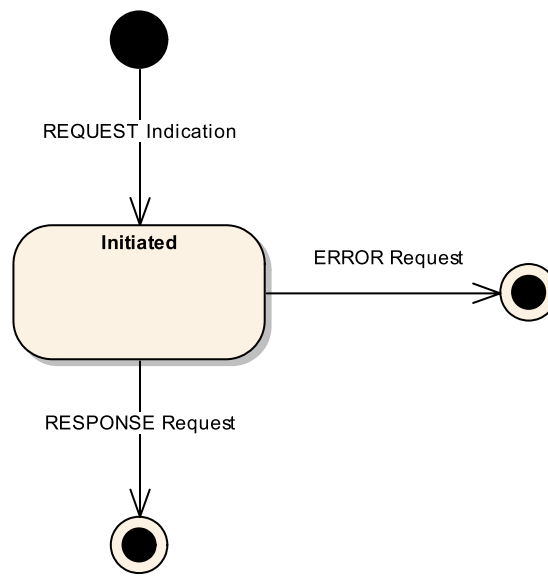 REQUEST Indication
Initiated
ERROR Request
RESPONSE Request